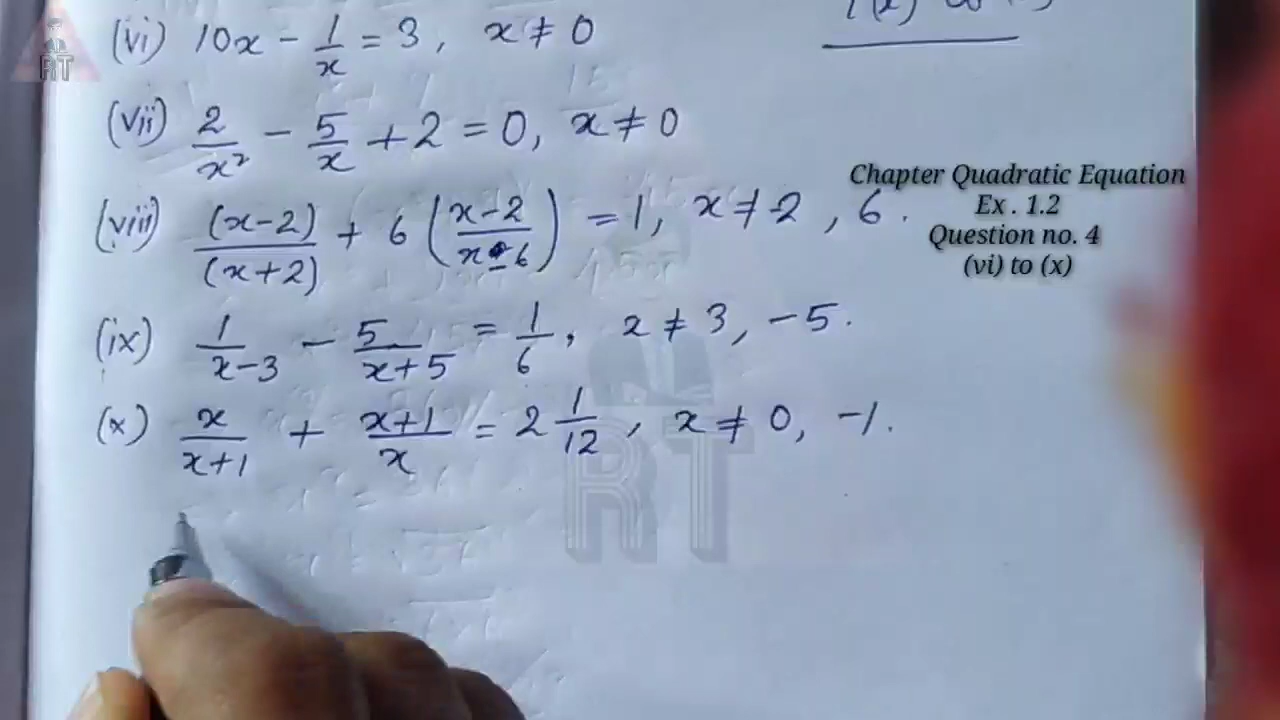 (vi) 10x - 1/x = 3, x ≠ 0
RT
(vii) 2/x² - 5/x + 2 = 0, x ≠ 0
Chapter Quadratic Equation
Ex . 1.2
Question no. 4
(vi) to (x)
(viii) (x-2)/(x+2) + 6((x-2)/(x-6)) = 1, x ≠ -2, 6.
(ix) 1/(x-3) - 5/(x+5) = 1/6, x ≠ 3, -5.
(x) x/(x+1) + (x+1)/x = 2 1/12, x ≠ 0, -1.
RT